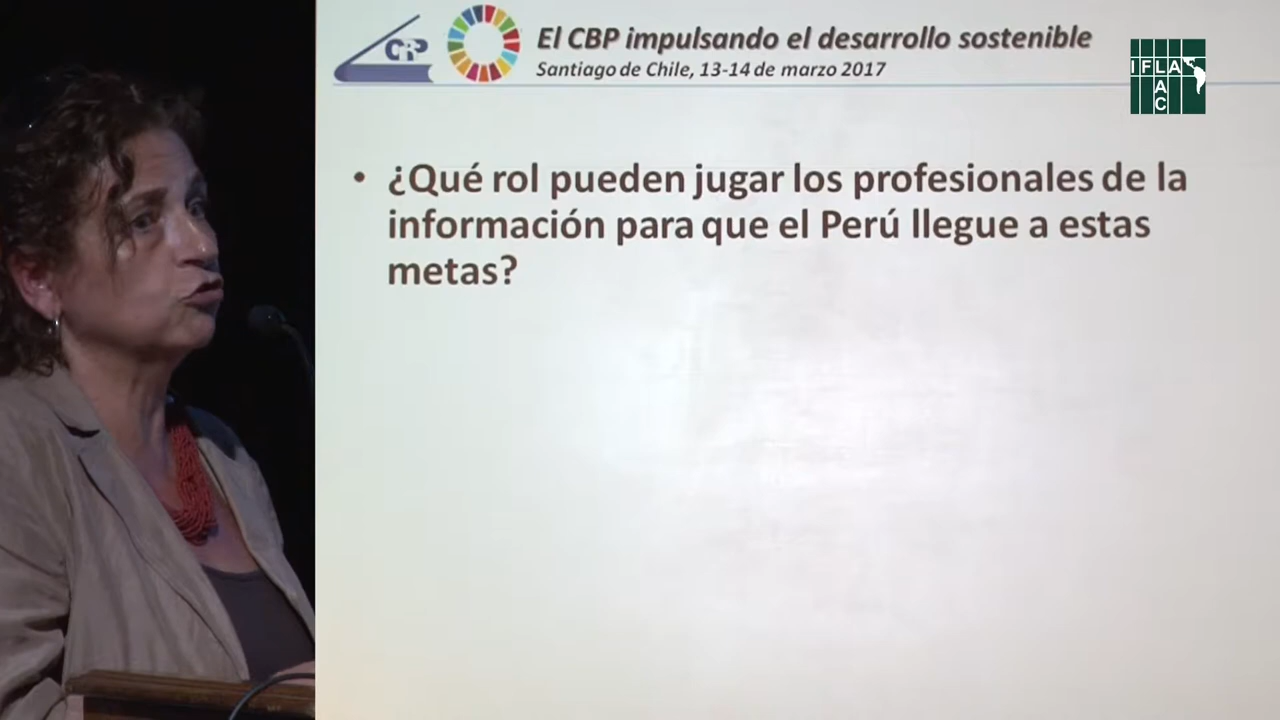 CBP
El CBP impulsando el desarrollo sostenible
Santiago de Chile, 13-14 de marzo 2017
IFLA
LAC
• ¿Qué rol pueden jugar los profesionales de la
información para que el Perú llegue a estas
metas?